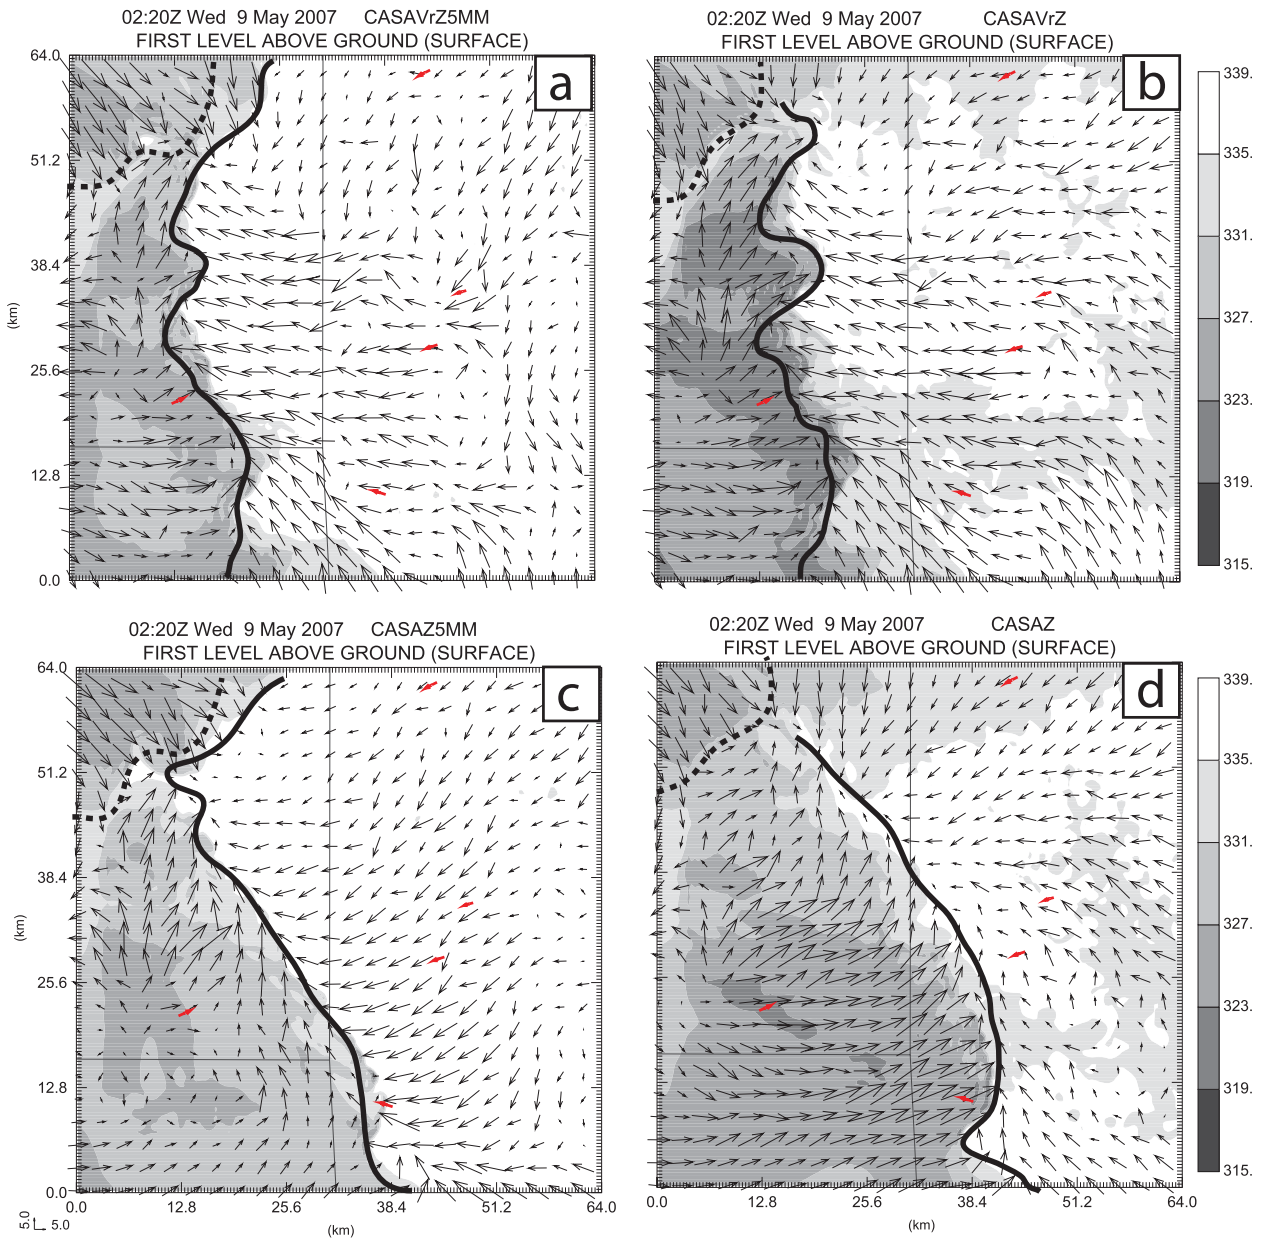 02:20Z Wed 9 May 2007 CASAVrZ5MM
FIRST LEVEL ABOVE GROUND (SURFACE)
a
64.0
51.2
38.4
25.6
12.8
0.0
(km)
02:20Z Wed 9 May 2007 CASAVrZ
FIRST LEVEL ABOVE GROUND (SURFACE)
b
339.
335.
331.
327.
323.
319.
315.
02:20Z Wed 9 May 2007 CASAZ5MM
FIRST LEVEL ABOVE GROUND (SURFACE)
c
64.0
51.2
38.4
25.6
12.8
0.0
(km)
0.0 12.8 25.6 38.4 51.2 64.0
(km)
5.0
5.0
02:20Z Wed 9 May 2007 CASAZ
FIRST LEVEL ABOVE GROUND (SURFACE)
d
0.0 12.8 25.6 38.4 51.2 64.0
(km)
339.
335.
331.
327.
323.
319.
315.